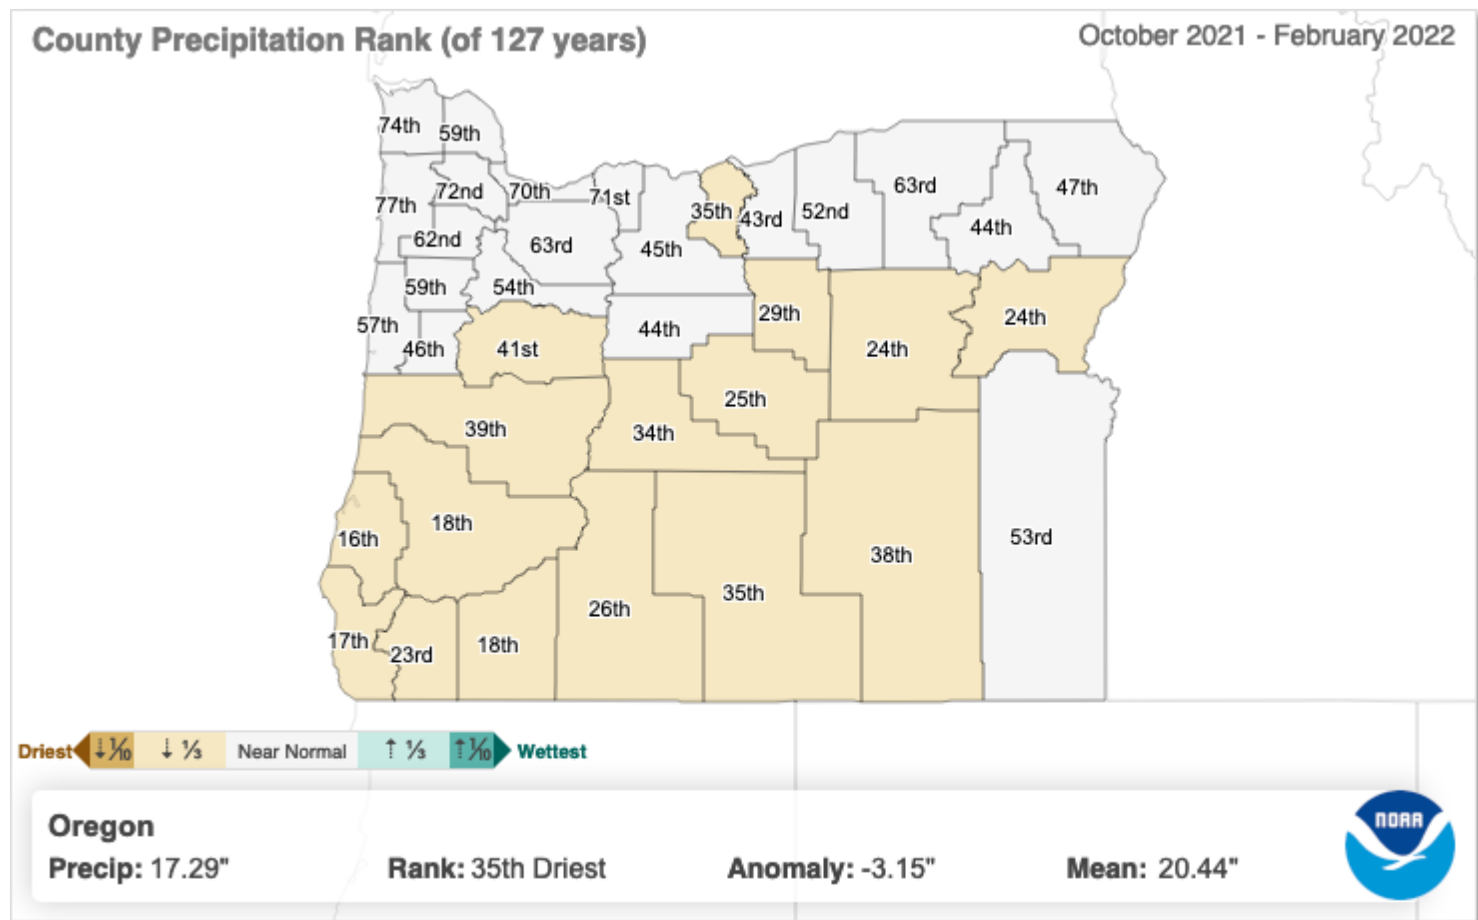 County Precipitation Rank (of 127 years)
October 2021 - February 2022
74th
59th
77th
72nd
70th
71st
35th
43rd
52nd
63rd
47th
62nd
63rd
45th
44th
59th
54th
57th
46th
41st
44th
29th
24th
24th
39th
34th
25th
16th
18th
38th
53rd
17th
23rd
18th
26th
35th
Driest ⇣ 1⁄10 ⇣ ⅓ Near Normal ⇡ ⅓ ⇡ 1⁄10 Wettest
Oregon
Precip: 17.29" Rank: 35th Driest Anomaly: -3.15" Mean: 20.44"
NOAA